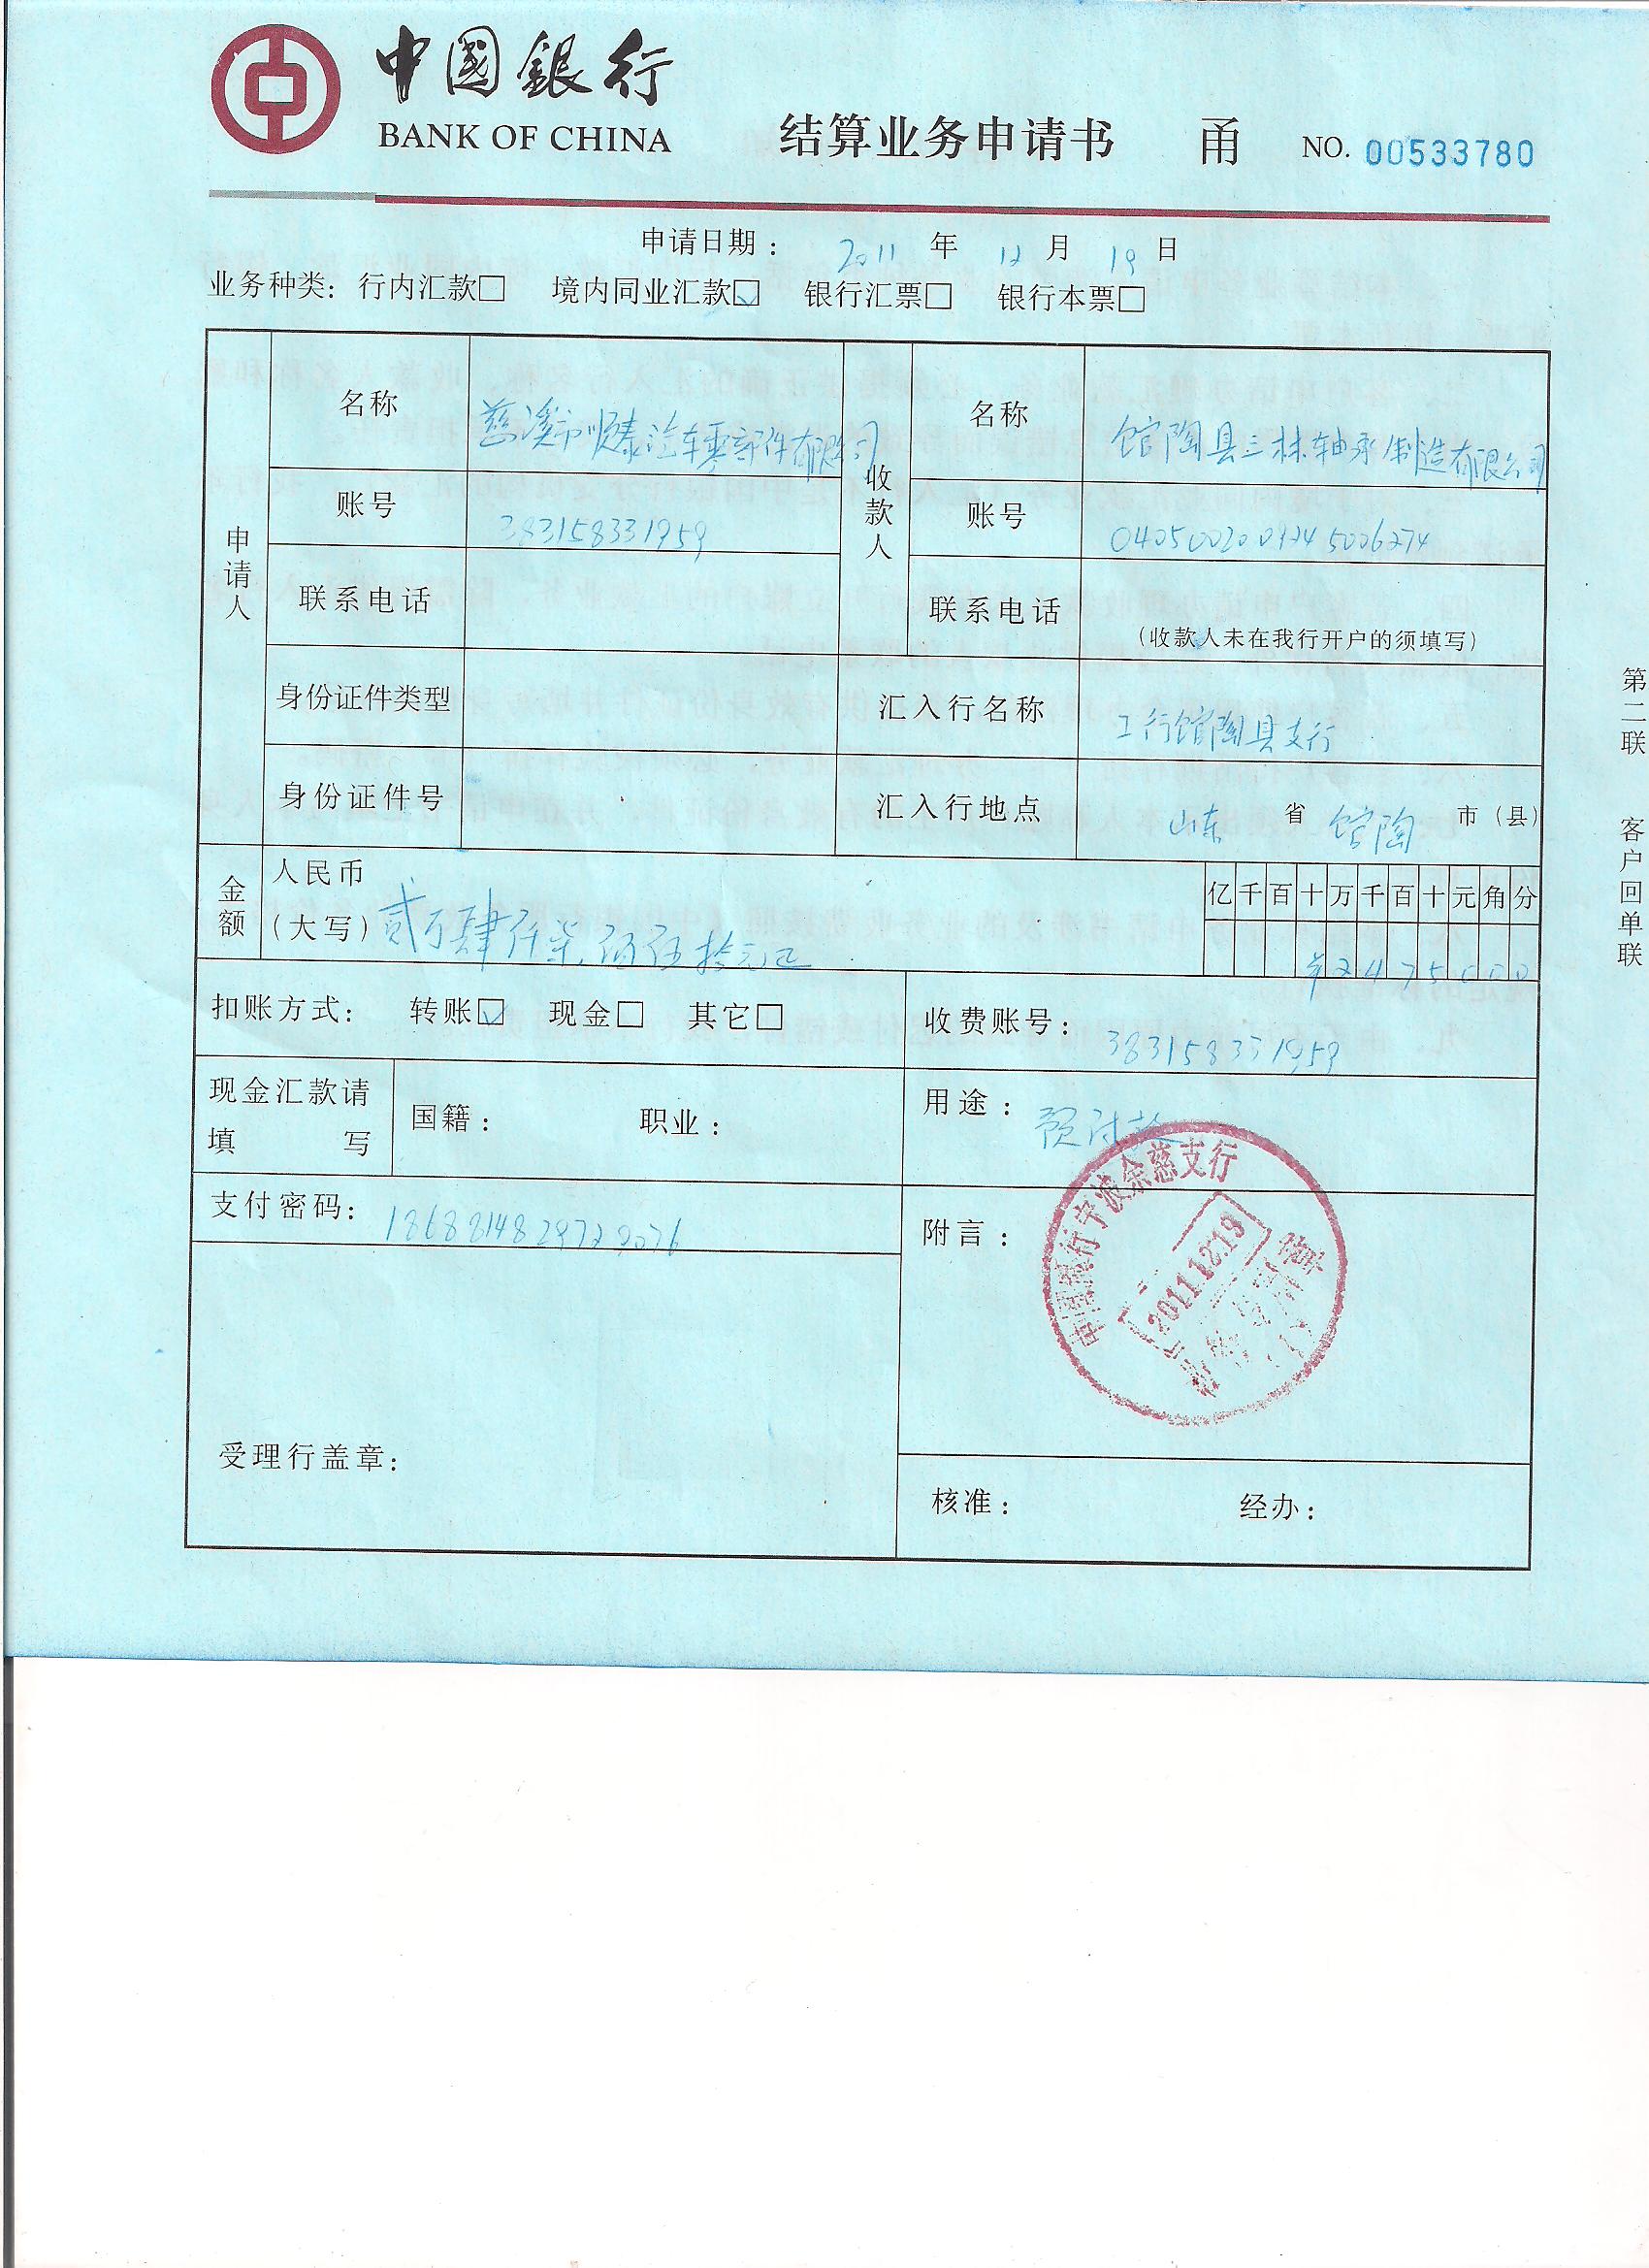 中國銀行
BANK OF CHINA
结算业务申请书 甬 NO. 00533780
申请日期： 2011 年 12 月 19 日
业务种类：行内汇款□ 境内同业汇款☑ 银行汇票□ 银行本票□
申请人
名称 慈溪市顺泰汽车零部件有限公司
账号 383158331959
联系电话
身份证件类型
身份证件号
收款人
名称 馆陶县三林轴承制造有限公司
账号 0405002009245006274
联系电话
（收款人未在我行开户的须填写）
汇入行名称 工行馆陶县支行
汇入行地点 山东 省 馆陶 市（县）
金额
人民币
（大写） 贰万肆仟柒佰伍拾元正
亿 千 百 十 万 千 百 十 元 角 分
¥ 2 4 7 5 0 0 0
扣账方式： 转账☑ 现金□ 其它□
收费账号： 383158331959
现金汇款请
填 写
国籍： 职业：
用途： 预付款
支付密码：
附言：
中国银行宁波余慈支行
2011.12.19
受理行盖章：
核准： 经办：
第二联 客户回单联